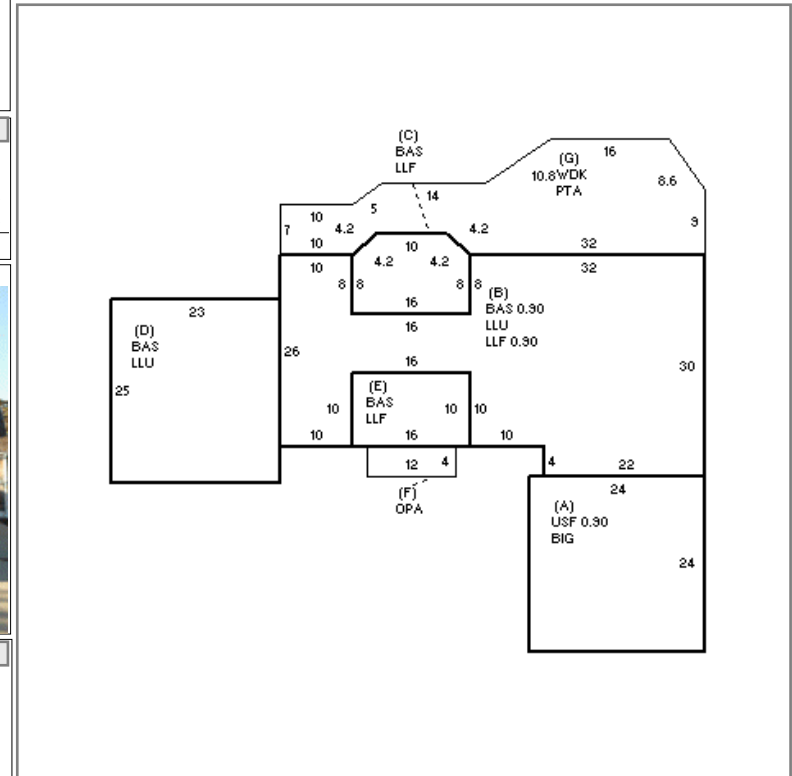 (C)
BAS
LLF
16
(G)
10.8 WDK
PTA
8.6
14
5
10
4.2
4.2
9
7
10
10
32
10
4.2
4.2
32
8
8
8
8
(B)
BAS 0.90
LLU
LLF 0.90
16
16
23
(D)
BAS
LLU
26
16
30
25
(E)
BAS
LLF
10
10
10
10
16
10
12
4
4
22
(F)
OPA
24
(A)
USF 0.90
BIG
24